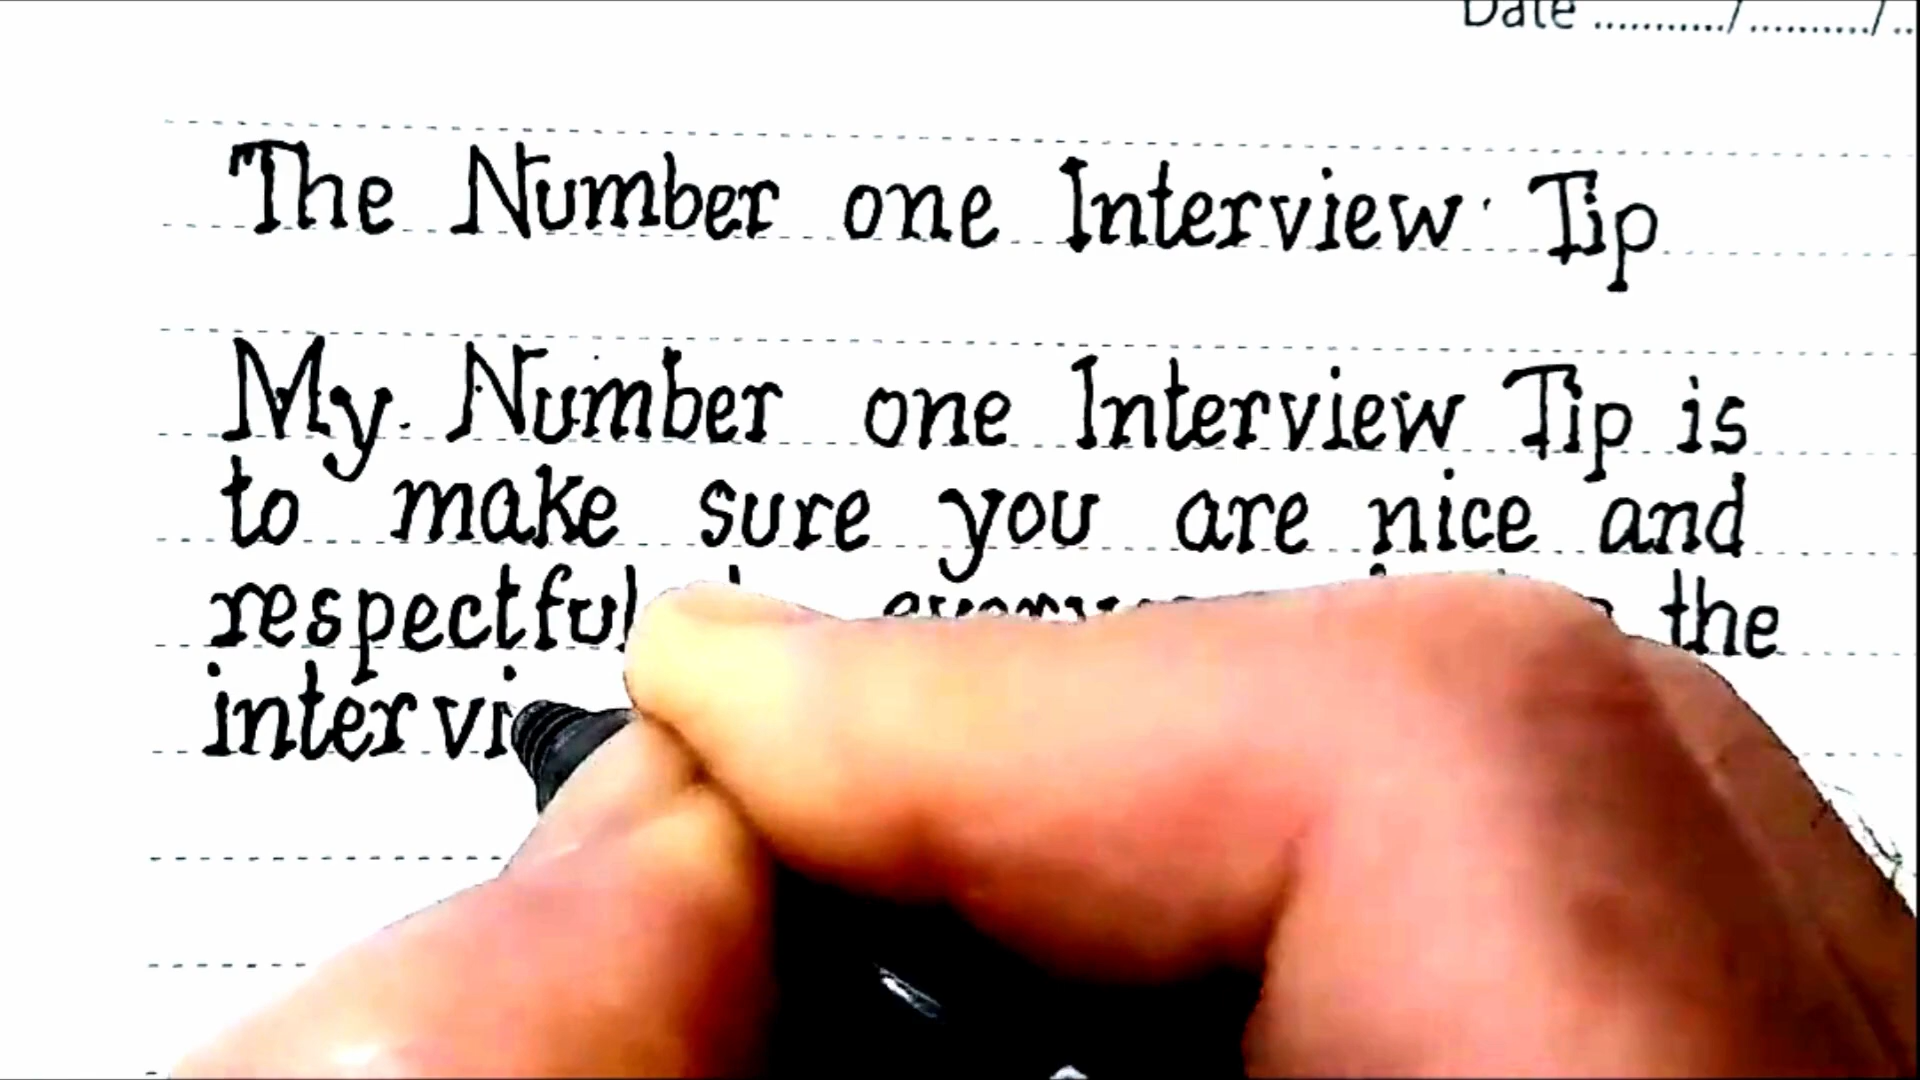 Date .........../........../..
The Number one Interview Tip
My Number one Interview Tip is
to make sure you are nice and
respectful the
intervi